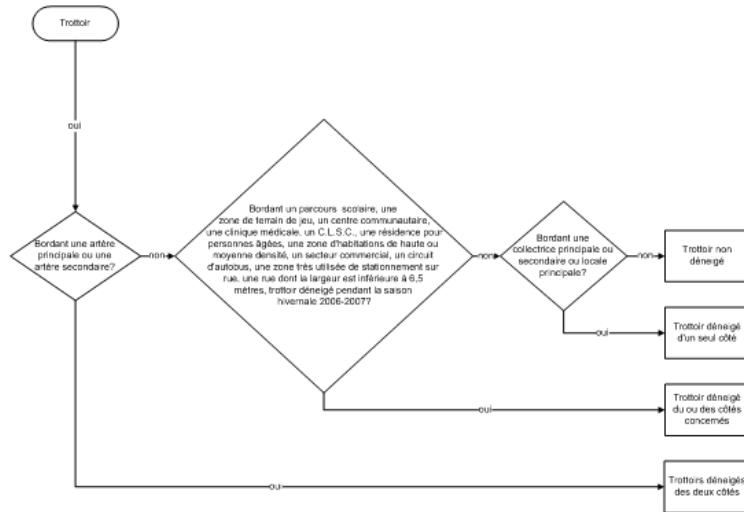 Trottoir
oui
Bordant une artère
principale ou une
artère secondaire?
non
Bordant un parcours scolaire, une
zone de terrain de jeu, un centre communautaire,
une clinique médicale, un C.L.S.C., une résidence pour
personnes âgées, une zone d'habitations de haute ou
moyenne densité, un secteur commercial, un circuit
d'autobus, une zone très utilisée de stationnement sur
rue, une rue dont la largeur est inférieure à 6,5
mètres, trottoir déneigé pendant la saison
hivernale 2006-2007?
non
Bordant une
collectrice principale ou
secondaire ou locale
principale?
non
Trottoir non
déneigé
oui
Trottoir déneigé
d'un seul côté
oui
Trottoir déneigé
du ou des côtés
concernés
oui
Trottoirs déneigés
des deux côtés